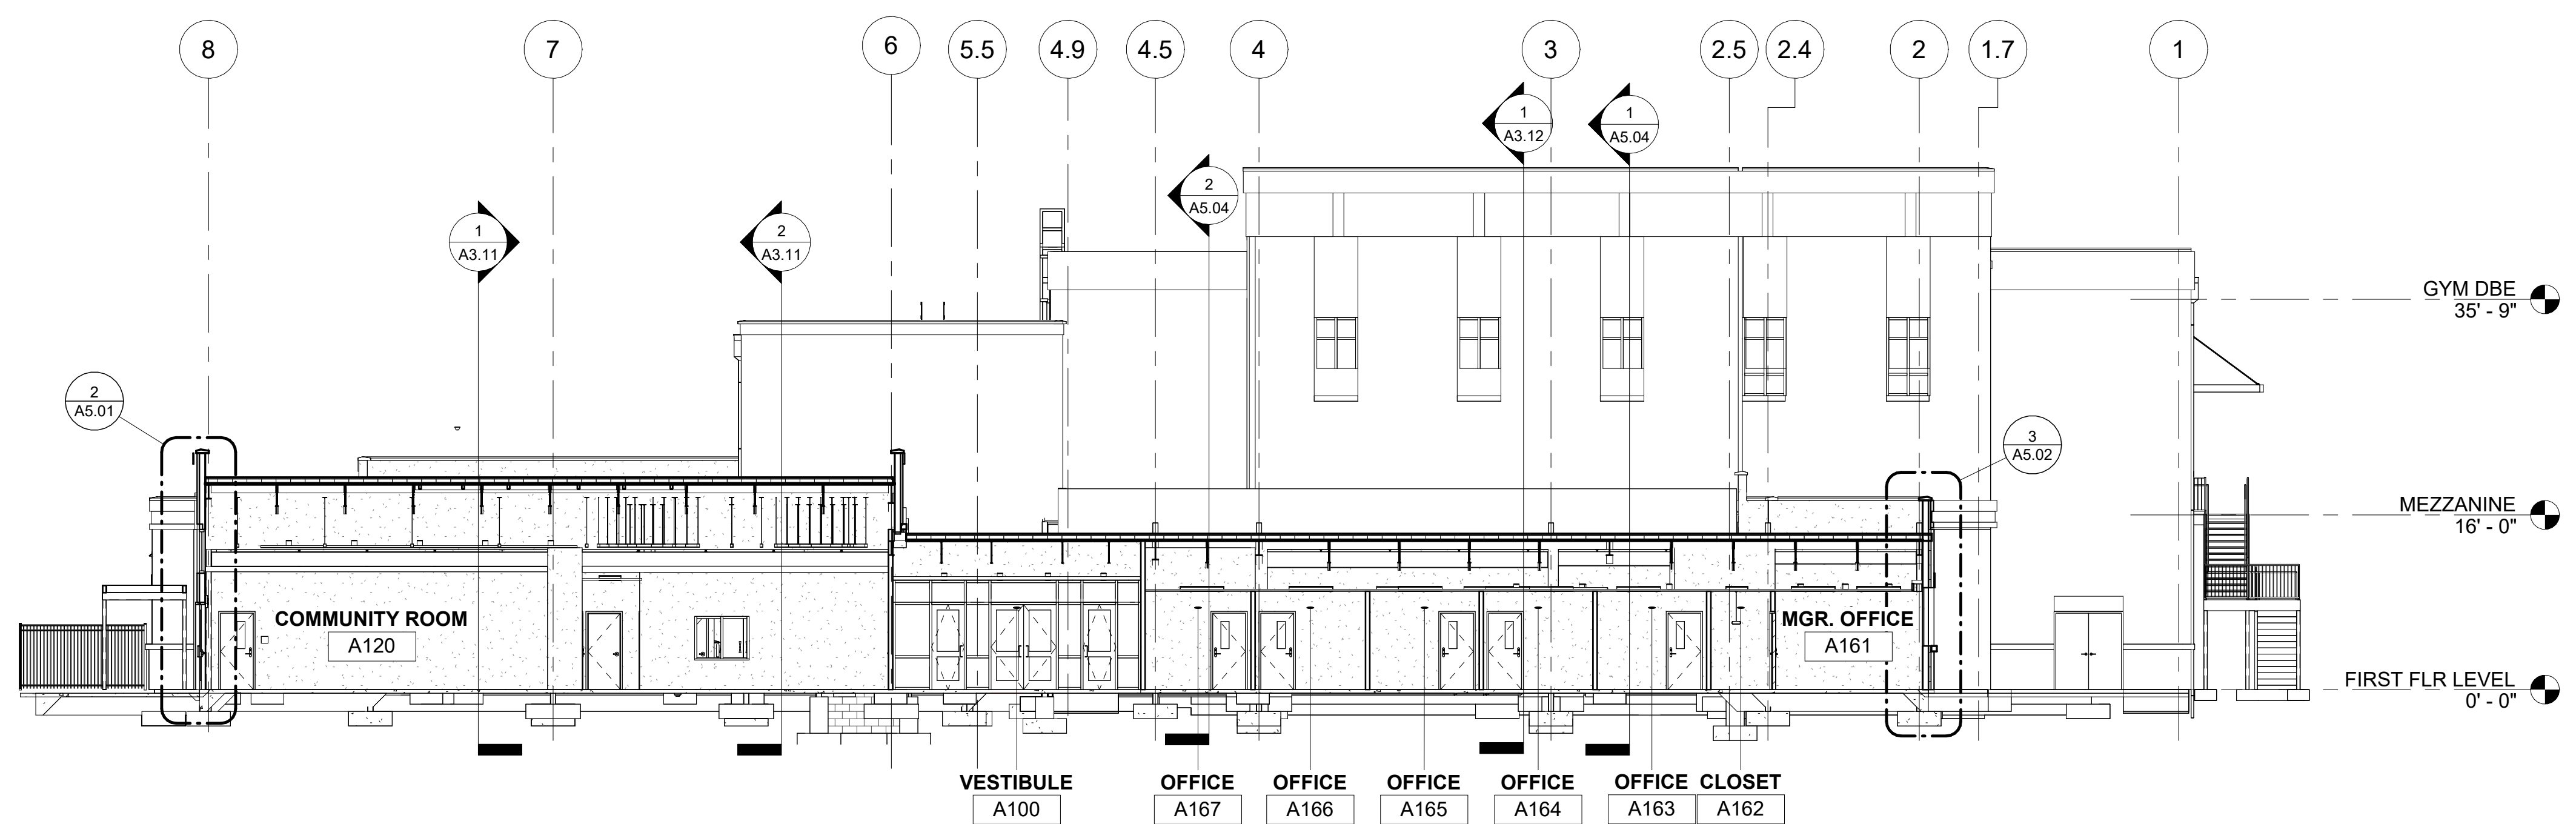 8
7
6
5.5
4.9
4.5
4
3
2.5
2.4
2
1.7
1
1
A3.12
1
A5.04
2
A5.04
1
A3.11
2
A3.11
GYM DBE
35' - 9"
2
A5.01
3
A5.02
MEZZANINE
16' - 0"
COMMUNITY ROOM
A120
MGR. OFFICE
A161
FIRST FLR LEVEL
0' - 0"
VESTIBULE
A100
OFFICE
A167
OFFICE
A166
OFFICE
A165
OFFICE
A164
OFFICE
A163
CLOSET
A162